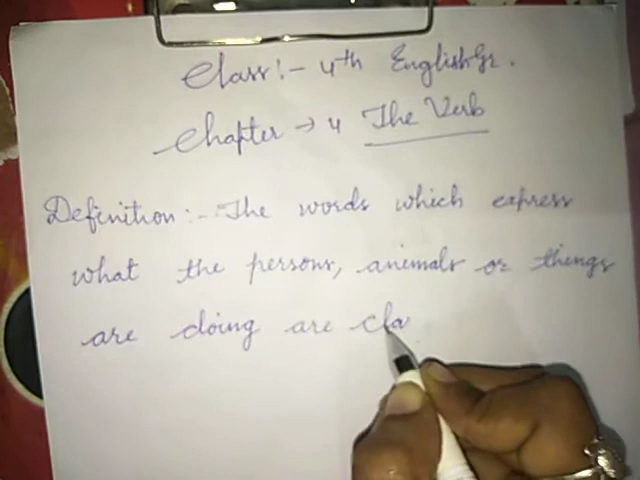 Class:- 4th English Gr.
Chapter → 4 The Verb
Definition:- The words which express
what the persons, animals or things
are doing are cla